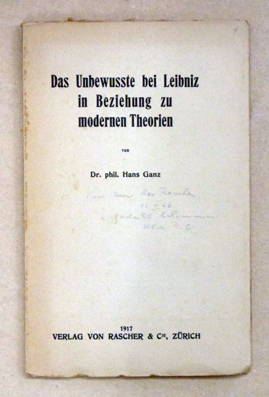 Das Unbewusste bei Leibniz
in Beziehung zu
modernen Theorien
von
Dr. phil. Hans Ganz
1917
VERLAG VON RASCHER & Cie, ZÜRICH